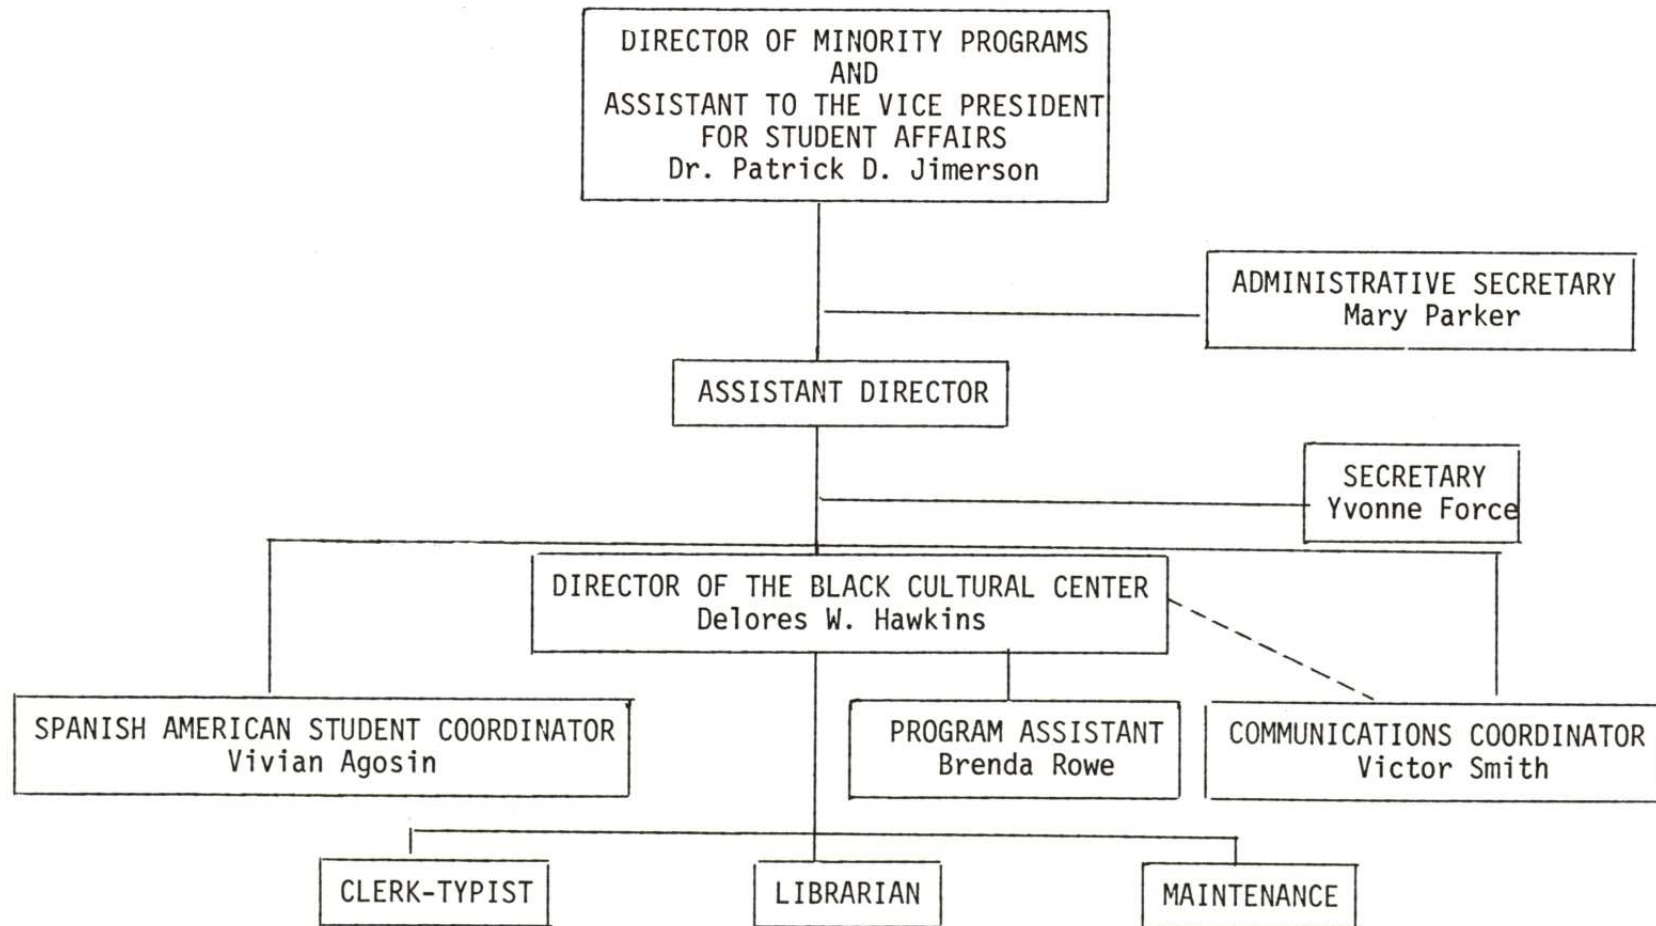 DIRECTOR OF MINORITY PROGRAMS
AND
ASSISTANT TO THE VICE PRESIDENT
FOR STUDENT AFFAIRS
Dr. Patrick D. Jimerson
ADMINISTRATIVE SECRETARY
Mary Parker
ASSISTANT DIRECTOR
SECRETARY
Yvonne Force
DIRECTOR OF THE BLACK CULTURAL CENTER
Delores W. Hawkins
SPANISH AMERICAN STUDENT COORDINATOR
Vivian Agosin
PROGRAM ASSISTANT
Brenda Rowe
COMMUNICATIONS COORDINATOR
Victor Smith
CLERK-TYPIST
LIBRARIAN
MAINTENANCE